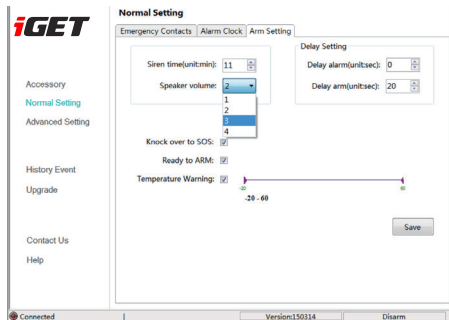 iGET
Normal Setting
Emergency Contacts Alarm Clock Arm Setting
Delay Setting
Siren time(unit:min): 11
Delay alarm(unit:sec): 0
Speaker volume: 2
Delay arm(unit:sec): 20
1
2
3
4
Accessory
Normal Setting
Advanced Setting
History Event
Upgrade
Contact Us
Help
Knock over to SOS:
Ready to ARM:
Temperature Warning:
-20 60
-20 - 60
Save
Connected Version:150314 Disarm